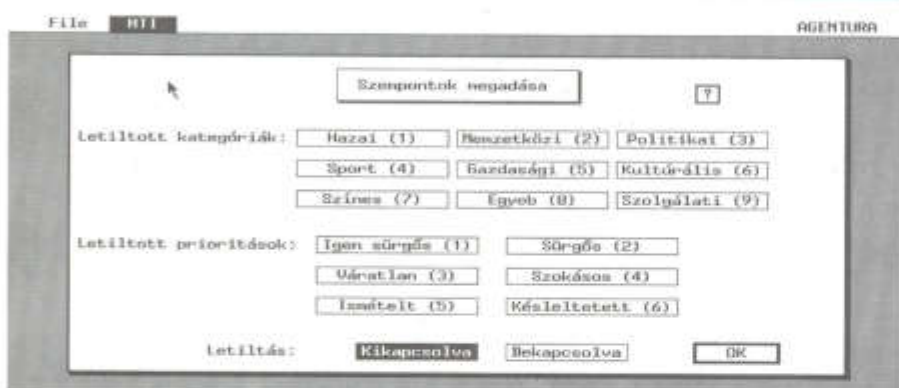 File MTI AGENTURA
Szempontok megadása ?
Letiltott kategóriák: Hazai (1) Nemzetközi (2) Politikai (3)
Sport (4) Gazdasági (5) Kultúrális (6)
Színes (7) Egyéb (8) Szolgálati (9)
Letiltott prioritások: Igen sürgős (1) Sürgős (2)
Váratlan (3) Szokásos (4)
Ismételt (5) Késleltetett (6)
Letiltás: Kikapcsolva Bekapcsolva OK